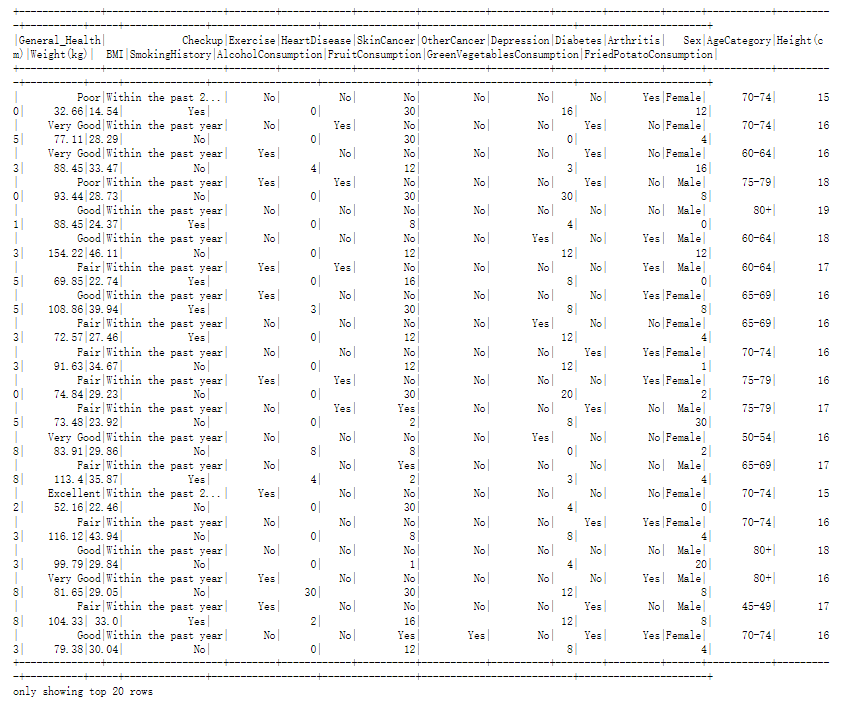 +--------------+--------------------+--------+------------+----------+-----------+----------+--------+---------+------+-----------+---------
-+----------+-----+--------------+------------------+----------------+-------------------------+----------------------+
|General_Health|             Checkup|Exercise|HeartDisease|SkinCancer|OtherCancer|Depression|Diabetes|Arthritis|   Sex|AgeCategory|Height(c
m)|Weight(kg)|  BMI|SmokingHistory|AlcoholConsumption|FruitConsumption|GreenVegetablesConsumption|FriedPotatoConsumption|
+--------------+--------------------+--------+------------+----------+-----------+----------+--------+---------+------+-----------+---------
-+----------+-----+--------------+------------------+----------------+-------------------------+----------------------+
|          Poor|Within the past 2...|      No|          No|        No|         No|        No|      No|      Yes|Female|      70-74|       15
0|     32.66|14.54|           Yes|                 0|              30|                       16|                    12|
|     Very Good|Within the past year|      No|         Yes|        No|         No|        No|     Yes|       No|Female|      70-74|       16
5|     77.11|28.29|            No|                 0|              30|                        0|                     4|
|     Very Good|Within the past year|     Yes|          No|        No|         No|        No|     Yes|       No|Female|      60-64|       16
3|     88.45|33.47|            No|                 4|              12|                        3|                    16|
|          Poor|Within the past year|     Yes|         Yes|        No|         No|        No|     Yes|       No|  Male|      75-79|       18
0|     93.44|28.73|            No|                 0|              30|                       30|                     8|
|          Good|Within the past year|      No|          No|        No|         No|        No|      No|       No|  Male|        80+|       19
1|     88.45|24.37|           Yes|                 0|               8|                        4|                     0|
|          Good|Within the past year|      No|          No|        No|         No|       Yes|      No|      Yes|  Male|      60-64|       18
3|    154.22|46.11|            No|                 0|              12|                       12|                    12|
|          Fair|Within the past year|     Yes|         Yes|        No|         No|        No|      No|      Yes|  Male|      60-64|       17
5|     69.85|22.74|           Yes|                 0|              16|                        8|                     0|
|          Good|Within the past year|     Yes|          No|        No|         No|        No|      No|      Yes|Female|      65-69|       16
5|    108.86|39.94|           Yes|                 3|              30|                        8|                     8|
|          Fair|Within the past year|      No|          No|        No|         No|       Yes|      No|       No|Female|      65-69|       16
3|     72.57|27.46|           Yes|                 0|              12|                       12|                     4|
|          Fair|Within the past year|      No|          No|        No|         No|        No|     Yes|      Yes|Female|      70-74|       16
3|     91.63|34.67|            No|                 0|              12|                       12|                     1|
|          Fair|Within the past year|     Yes|         Yes|        No|         No|        No|      No|      Yes|Female|      75-79|       16
0|     74.84|29.23|            No|                 0|              30|                       20|                     2|
|          Fair|Within the past year|      No|         Yes|       Yes|         No|        No|     Yes|       No|  Male|      75-79|       17
5|     73.48|23.92|            No|                 0|               2|                        8|                    30|
|     Very Good|Within the past year|      No|          No|        No|         No|       Yes|      No|       No|Female|      50-54|       16
8|     83.91|29.86|            No|                 8|               8|                        0|                     2|
|          Fair|Within the past year|      No|          No|       Yes|         No|        No|      No|       No|  Male|      65-69|       17
8|     113.4|35.87|           Yes|                 4|               2|                        3|                     4|
|     Excellent|Within the past 2...|     Yes|          No|        No|         No|        No|      No|       No|Female|      70-74|       15
2|     52.16|22.46|            No|                 0|              30|                        4|                     0|
|          Fair|Within the past year|      No|          No|        No|         No|        No|     Yes|      Yes|Female|      70-74|       16
3|    116.12|43.94|            No|                 0|               8|                        8|                     4|
|          Good|Within the past year|      No|          No|        No|         No|        No|      No|       No|  Male|        80+|       18
3|     99.79|29.84|            No|                 0|               1|                        4|                    20|
|     Very Good|Within the past year|     Yes|          No|        No|         No|        No|      No|      Yes|  Male|        80+|       16
8|     81.65|29.05|            No|                30|              30|                       12|                     8|
|          Fair|Within the past year|     Yes|          No|        No|         No|        No|     Yes|       No|  Male|      45-49|       17
8|    104.33| 33.0|           Yes|                 2|              16|                       12|                     8|
|          Good|Within the past year|      No|          No|       Yes|        Yes|        No|     Yes|      Yes|Female|      70-74|       16
3|     79.38|30.04|            No|                 0|              12|                        8|                     4|
+--------------+--------------------+--------+------------+----------+-----------+----------+--------+---------+------+-----------+---------
-+----------+-----+--------------+------------------+----------------+-------------------------+----------------------+
only showing top 20 rows